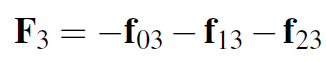 F₃ = −f₀₃ − f₁₃ − f₂₃